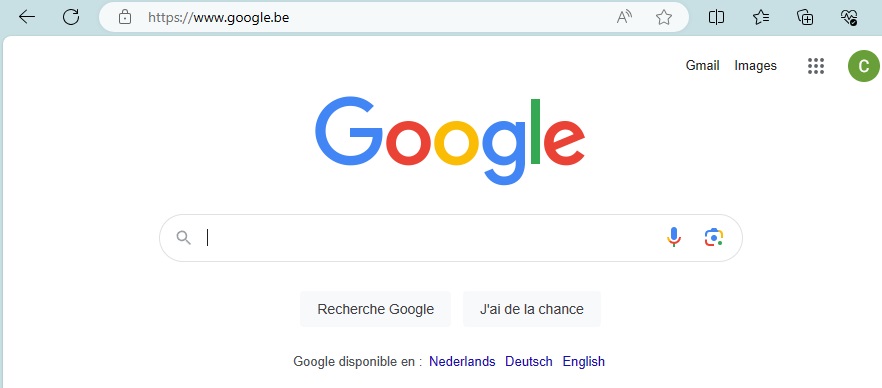 https://www.google.be
Gmail Images
C
Google
Recherche Google J'ai de la chance
Google disponible en : Nederlands Deutsch English